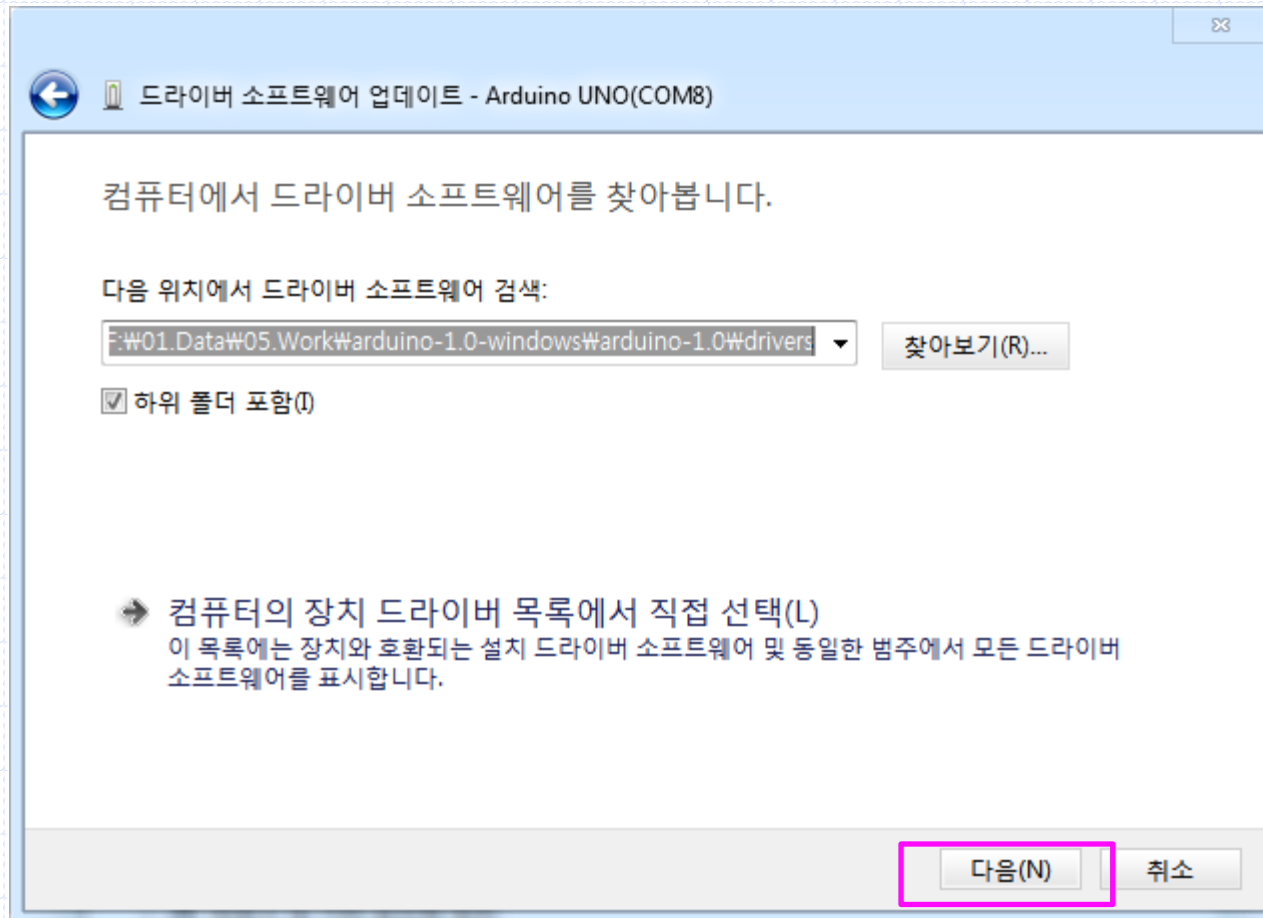 드라이버 소프트웨어 업데이트 - Arduino UNO(COM8)
컴퓨터에서 드라이버 소프트웨어를 찾아봅니다.
다음 위치에서 드라이버 소프트웨어 검색:
F:₩01.Data₩05.Work₩arduino-1.0-windows₩arduino-1.0₩drivers
찾아보기(R)...
하위 폴더 포함(I)
컴퓨터의 장치 드라이버 목록에서 직접 선택(L)
이 목록에는 장치와 호환되는 설치 드라이버 소프트웨어 및 동일한 범주에서 모든 드라이버
소프트웨어를 표시합니다.
다음(N)
취소